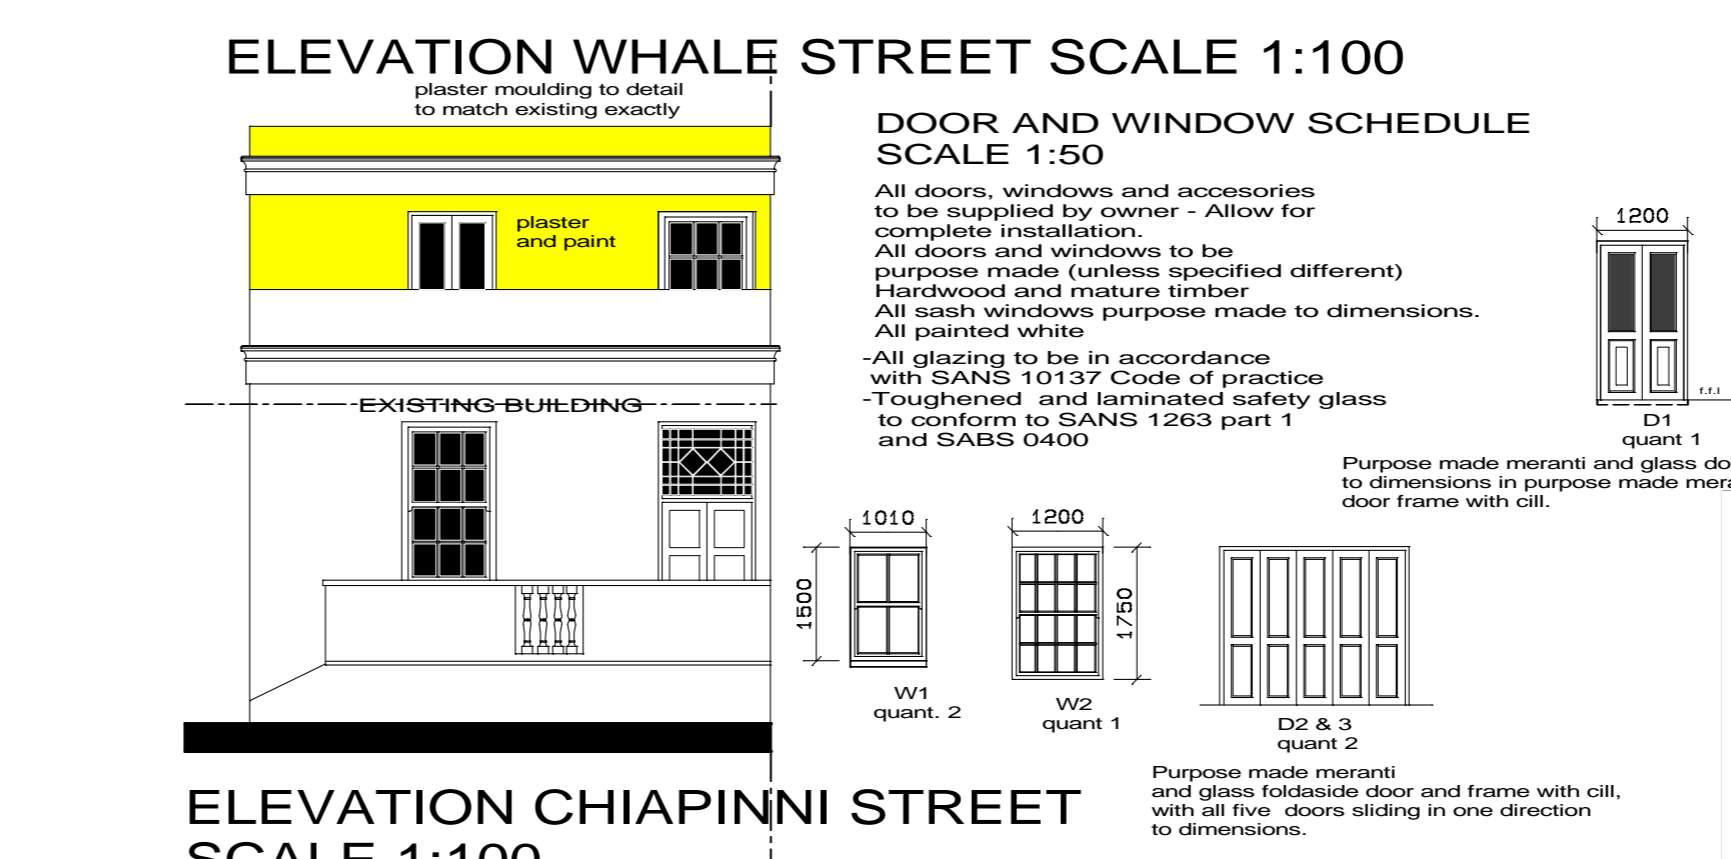 ELEVATION WHALE STREET SCALE 1:100
plaster moulding to detail
to match existing exactly
plaster
and paint
EXISTING BUILDING
DOOR AND WINDOW SCHEDULE
SCALE 1:50
All doors, windows and accesories
to be supplied by owner - Allow for
complete installation.
All doors and windows to be
purpose made (unless specified different)
Hardwood and mature timber
All sash windows purpose made to dimensions.
All painted white
-All glazing to be in accordance
with SANS 10137 Code of practice
-Toughened and laminated safety glass
to conform to SANS 1263 part 1
and SABS 0400
1200
f.f.l
D1
quant 1
Purpose made meranti and glass do
to dimensions in purpose made mera
door frame with cill.
1010
1500
W1
quant. 2
1200
1750
W2
quant 1
D2 & 3
quant 2
Purpose made meranti
and glass foldaside door and frame with cill,
with all five doors sliding in one direction
to dimensions.
ELEVATION CHIAPINNI STREET
SCALE 1:100